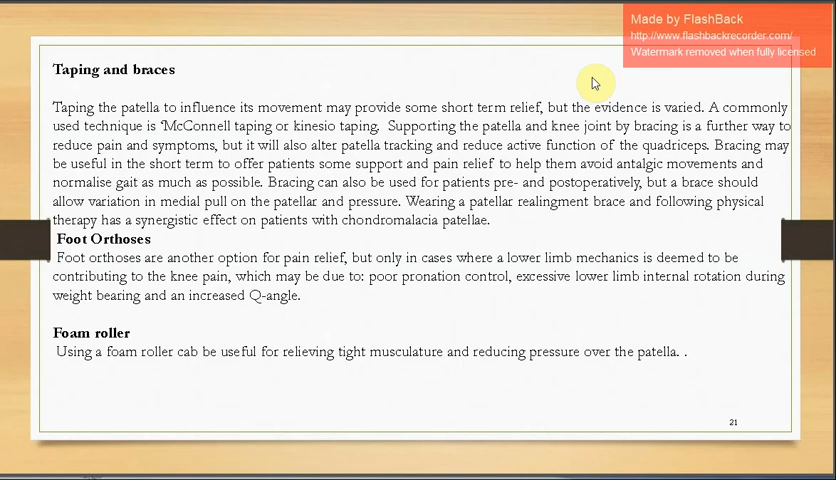 Made by FlashBack
http://www.flashbackrecorder.com/
Watermark removed when fully licensed
Taping and braces
Taping the patella to influence its movement may provide some short term relief, but the evidence is varied. A commonly
used technique is 'McConnell taping or kinesio taping. Supporting the patella and knee joint by bracing is a further way to
reduce pain and symptoms, but it will also alter patella tracking and reduce active function of the quadriceps. Bracing may
be useful in the short term to offer patients some support and pain relief to help them avoid antalgic movements and
normalise gait as much as possible. Bracing can also be used for patients pre- and postoperatively, but a brace should
allow variation in medial pull on the patellar and pressure. Wearing a patellar realingment brace and following physical
therapy has a synergistic effect on patients with chondromalacia patellae.
Foot Orthoses
Foot orthoses are another option for pain relief, but only in cases where a lower limb mechanics is deemed to be
contributing to the knee pain, which may be due to: poor pronation control, excessive lower limb internal rotation during
weight bearing and an increased Q-angle.
Foam roller
Using a foam roller cab be useful for relieving tight musculature and reducing pressure over the patella. .
21